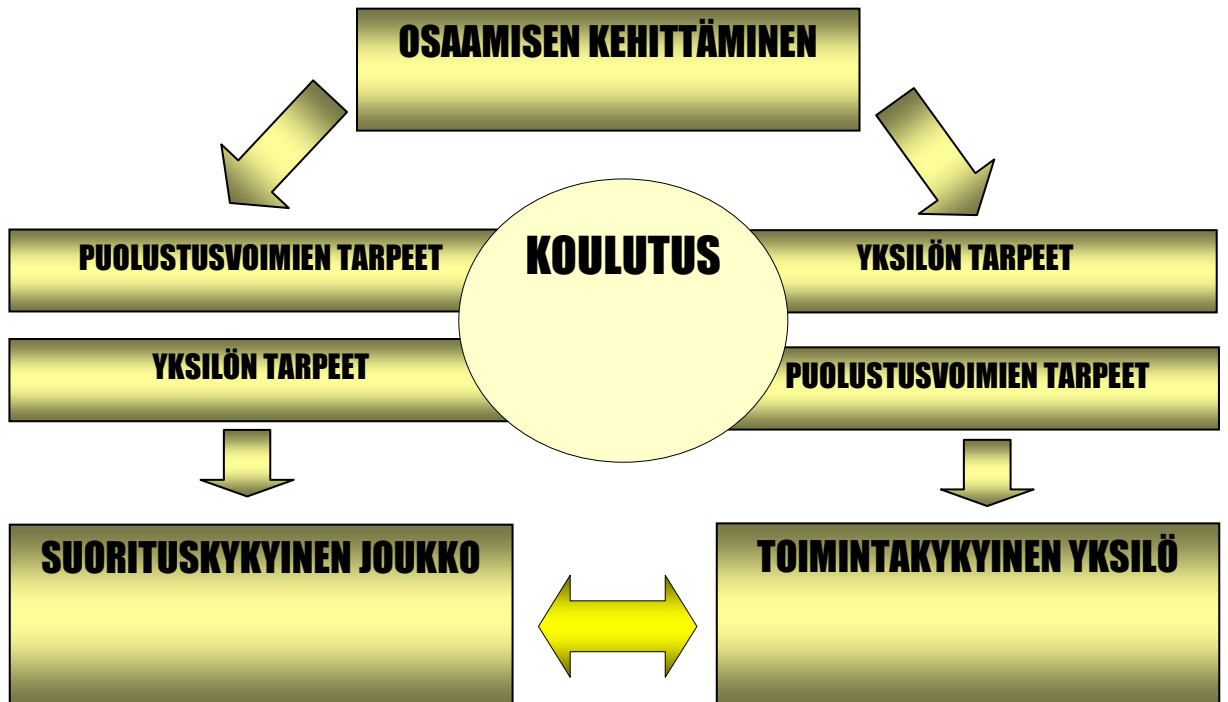 OSAAMISEN KEHITTÄMINEN
PUOLUSTUSVOIMIEN TARPEET
KOULUTUS
YKSILÖN TARPEET
YKSILÖN TARPEET
PUOLUSTUSVOIMIEN TARPEET
SUORITUSKYKYINEN JOUKKO
TOIMINTAKYKYINEN YKSILÖ